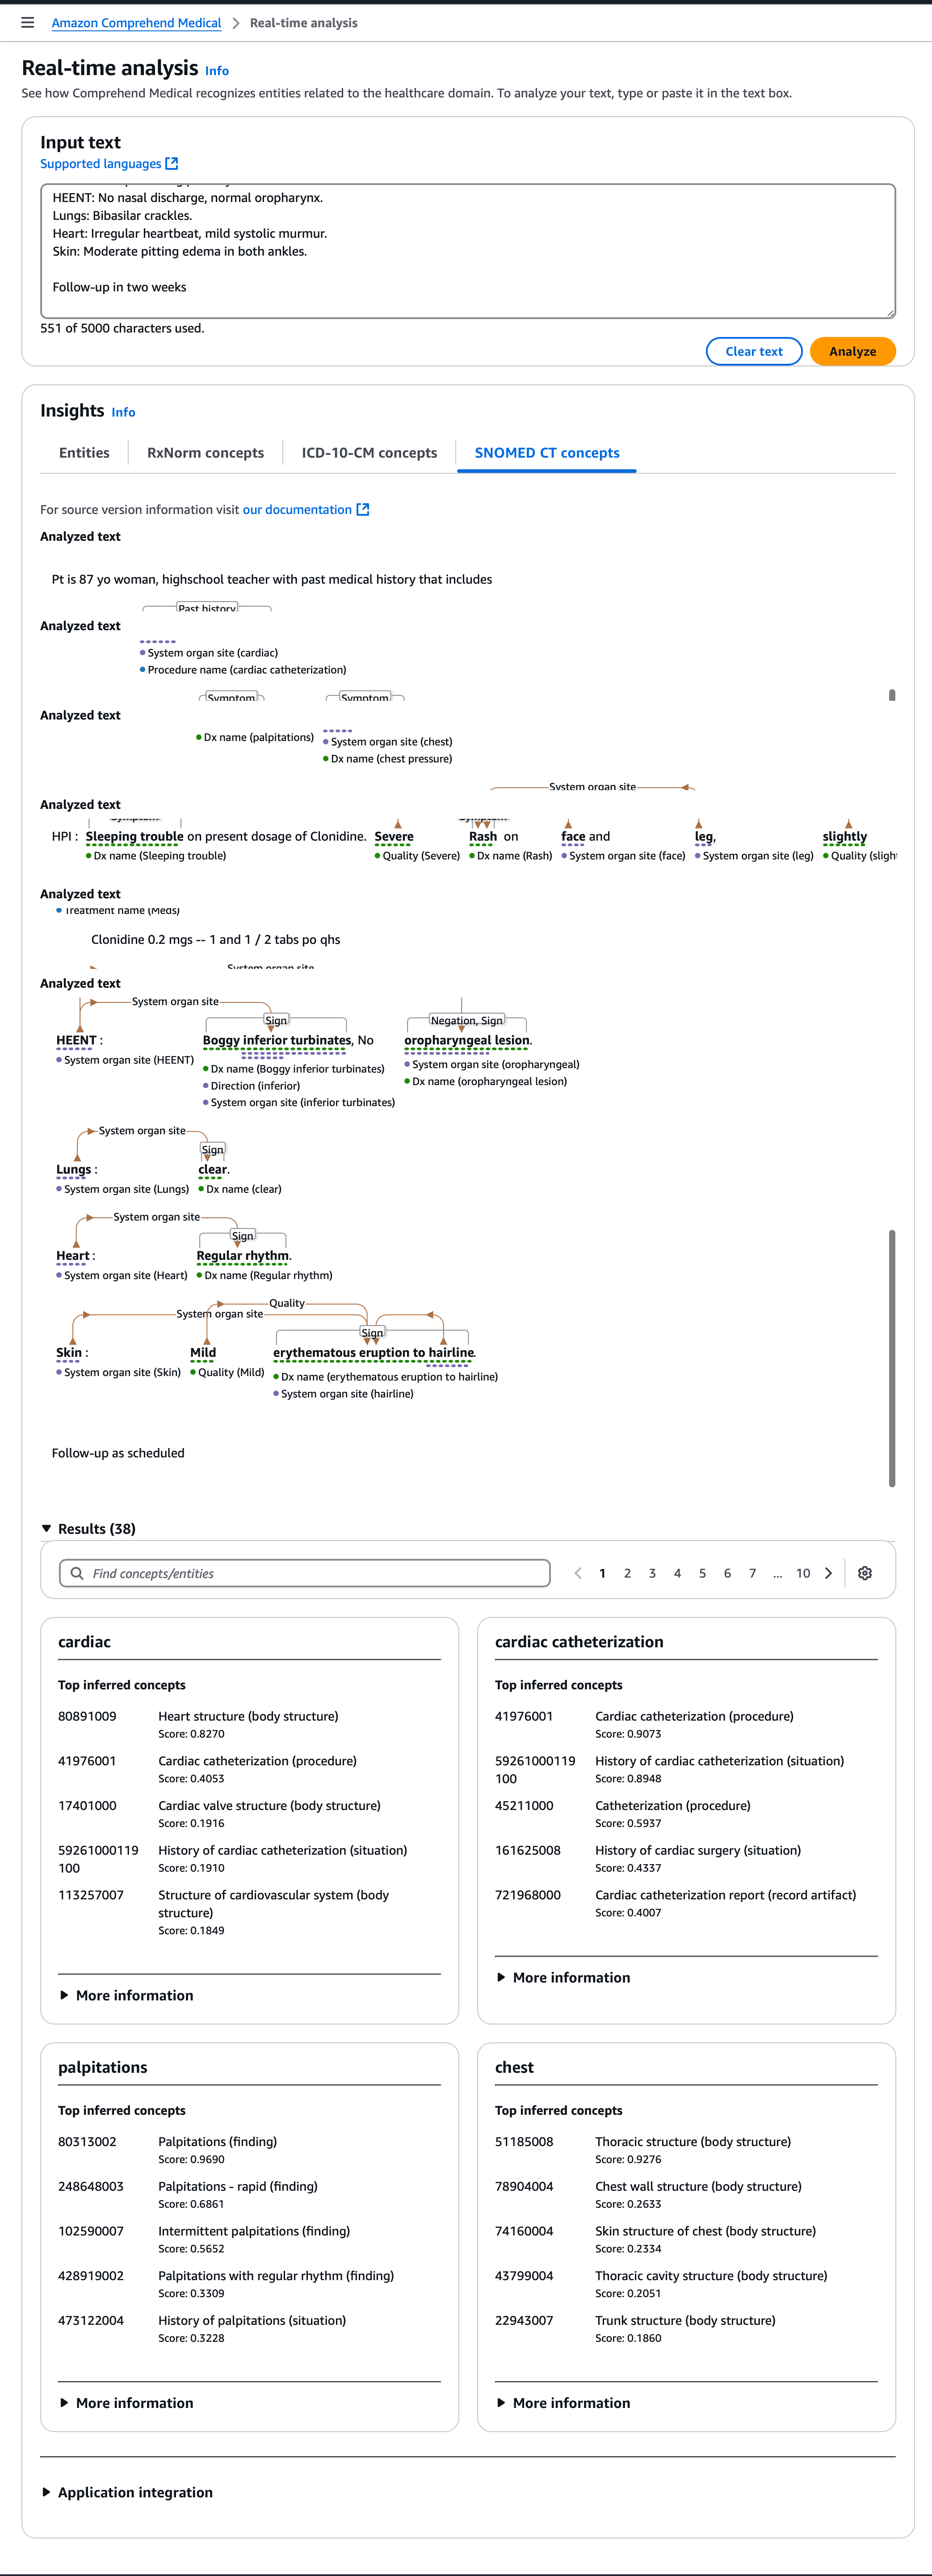 Amazon Comprehend Medical > Real-time analysis
Real-time analysis Info
See how Comprehend Medical recognizes entities related to the healthcare domain. To analyze your text, type or paste it in the text box.
Input text
Supported languages
HEENT: No nasal discharge, normal oropharynx.
Lungs: Bibasilar crackles.
Heart: Irregular heartbeat, mild systolic murmur.
Skin: Moderate pitting edema in both ankles.
Follow-up in two weeks
551 of 5000 characters used.
Clear text Analyze
Insights Info
Entities RxNorm concepts ICD-10-CM concepts SNOMED CT concepts
For source version information visit our documentation
Analyzed text
Pt is 87 yo woman, highschool teacher with past medical history that includes
Past history
Analyzed text
System organ site (cardiac)
Procedure name (cardiac catheterization)
Symptom Symptom
Analyzed text
Dx name (palpitations) System organ site (chest)
Dx name (chest pressure)
System organ site
Analyzed text
Symptom Symptom
HPI : Sleeping trouble on present dosage of Clonidine. Severe Rash on face and leg, slightly
Dx name (Sleeping trouble) Quality (Severe) Dx name (Rash) System organ site (face) System organ site (leg) Quality (slight
Analyzed text
Treatment name (Meds)
Clonidine 0.2 mgs -- 1 and 1 / 2 tabs po qhs
System organ site
Analyzed text
System organ site
Sign Negation, Sign
HEENT : Boggy inferior turbinates, No oropharyngeal lesion.
System organ site (HEENT) Dx name (Boggy inferior turbinates) System organ site (oropharyngeal)
Direction (inferior) Dx name (oropharyngeal lesion)
System organ site (inferior turbinates)
System organ site
Sign
Lungs : clear.
System organ site (Lungs) Dx name (clear)
System organ site
Sign
Heart : Regular rhythm.
System organ site (Heart) Dx name (Regular rhythm)
Quality
System organ site
Sign
Skin : Mild erythematous eruption to hairline.
System organ site (Skin) Quality (Mild) Dx name (erythematous eruption to hairline)
System organ site (hairline)
Follow-up as scheduled
Results (38)
Find concepts/entities 1 2 3 4 5 6 7 ... 10
cardiac
Top inferred concepts
80891009 Heart structure (body structure)
Score: 0.8270
41976001 Cardiac catheterization (procedure)
Score: 0.4053
17401000 Cardiac valve structure (body structure)
Score: 0.1916
59261000119 History of cardiac catheterization (situation)
100 Score: 0.1910
113257007 Structure of cardiovascular system (body
structure)
Score: 0.1849
More information
cardiac catheterization
Top inferred concepts
41976001 Cardiac catheterization (procedure)
Score: 0.9073
59261000119 History of cardiac catheterization (situation)
100 Score: 0.8948
45211000 Catheterization (procedure)
Score: 0.5937
161625008 History of cardiac surgery (situation)
Score: 0.4337
721968000 Cardiac catheterization report (record artifact)
Score: 0.4007
More information
palpitations
Top inferred concepts
80313002 Palpitations (finding)
Score: 0.9690
248648003 Palpitations - rapid (finding)
Score: 0.6861
102590007 Intermittent palpitations (finding)
Score: 0.5652
428919002 Palpitations with regular rhythm (finding)
Score: 0.3309
473122004 History of palpitations (situation)
Score: 0.3228
More information
chest
Top inferred concepts
51185008 Thoracic structure (body structure)
Score: 0.9276
78904004 Chest wall structure (body structure)
Score: 0.2633
74160004 Skin structure of chest (body structure)
Score: 0.2334
43799004 Thoracic cavity structure (body structure)
Score: 0.2051
22943007 Trunk structure (body structure)
Score: 0.1860
More information
Application integration